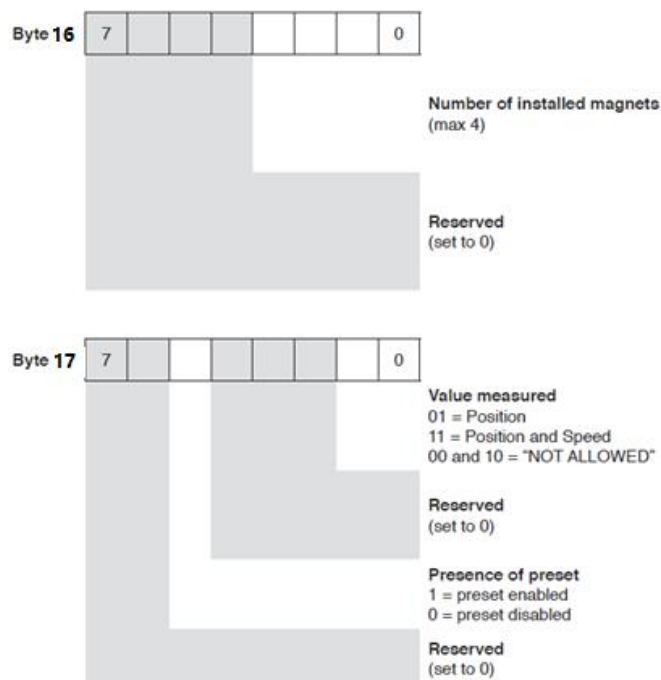 Byte 16 7 0
Number of installed magnets
(max 4)
Reserved
(set to 0)
Byte 17 7 0
Value measured
01 = Position
11 = Position and Speed
00 and 10 = "NOT ALLOWED"
Reserved
(set to 0)
Presence of preset
1 = preset enabled
0 = preset disabled
Reserved
(set to 0)